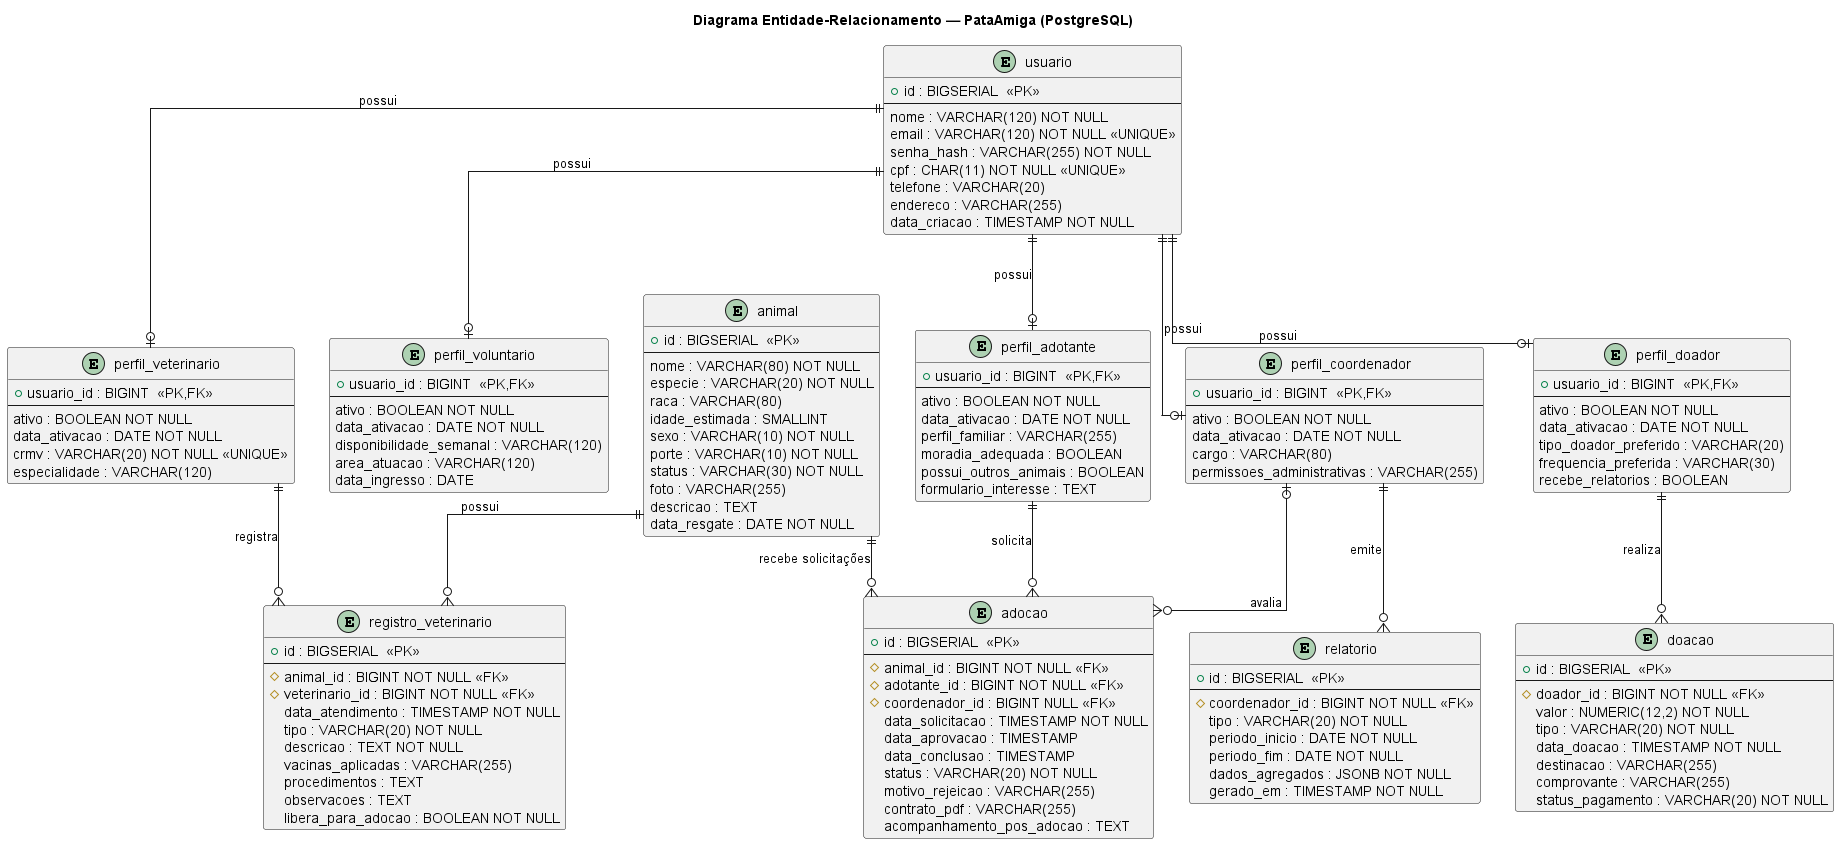 Diagrama Entidade-Relacionamento — PataAmiga (PostgreSQL)
E usuario
id : BIGSERIAL «PK»
nome : VARCHAR(120) NOT NULL
email : VARCHAR(120) NOT NULL «UNIQUE»
senha_hash : VARCHAR(255) NOT NULL
cpf : CHAR(11) NOT NULL «UNIQUE»
telefone : VARCHAR(20)
endereco : VARCHAR(255)
data_criacao : TIMESTAMP NOT NULL
possui
possui
possui
possui
possui
E perfil_veterinario
usuario_id : BIGINT «PK,FK»
ativo : BOOLEAN NOT NULL
data_ativacao : DATE NOT NULL
crmv : VARCHAR(20) NOT NULL «UNIQUE»
especialidade : VARCHAR(120)
E perfil_voluntario
usuario_id : BIGINT «PK,FK»
ativo : BOOLEAN NOT NULL
data_ativacao : DATE NOT NULL
disponibilidade_semanal : VARCHAR(120)
area_atuacao : VARCHAR(120)
data_ingresso : DATE
E animal
id : BIGSERIAL «PK»
nome : VARCHAR(80) NOT NULL
especie : VARCHAR(20) NOT NULL
raca : VARCHAR(80)
idade_estimada : SMALLINT
sexo : VARCHAR(10) NOT NULL
porte : VARCHAR(10) NOT NULL
status : VARCHAR(30) NOT NULL
foto : VARCHAR(255)
descricao : TEXT
data_resgate : DATE NOT NULL
E perfil_adotante
usuario_id : BIGINT «PK,FK»
ativo : BOOLEAN NOT NULL
data_ativacao : DATE NOT NULL
perfil_familiar : VARCHAR(255)
moradia_adequada : BOOLEAN
possui_outros_animais : BOOLEAN
formulario_interesse : TEXT
E perfil_coordenador
usuario_id : BIGINT «PK,FK»
ativo : BOOLEAN NOT NULL
data_ativacao : DATE NOT NULL
cargo : VARCHAR(80)
permissoes_administrativas : VARCHAR(255)
E perfil_doador
usuario_id : BIGINT «PK,FK»
ativo : BOOLEAN NOT NULL
data_ativacao : DATE NOT NULL
tipo_doador_preferido : VARCHAR(20)
frequencia_preferida : VARCHAR(30)
recebe_relatorios : BOOLEAN
registra
possui
recebe solicitações
solicita
avalia
emite
realiza
E registro_veterinario
id : BIGSERIAL «PK»
animal_id : BIGINT NOT NULL «FK»
veterinario_id : BIGINT NOT NULL «FK»
data_atendimento : TIMESTAMP NOT NULL
tipo : VARCHAR(20) NOT NULL
descricao : TEXT NOT NULL
vacinas_aplicadas : VARCHAR(255)
procedimentos : TEXT
observacoes : TEXT
libera_para_adocao : BOOLEAN NOT NULL
E adocao
id : BIGSERIAL «PK»
animal_id : BIGINT NOT NULL «FK»
adotante_id : BIGINT NOT NULL «FK»
coordenador_id : BIGINT NULL «FK»
data_solicitacao : TIMESTAMP NOT NULL
data_aprovacao : TIMESTAMP
data_conclusao : TIMESTAMP
status : VARCHAR(20) NOT NULL
motivo_rejeicao : VARCHAR(255)
contrato_pdf : VARCHAR(255)
acompanhamento_pos_adocao : TEXT
E relatorio
id : BIGSERIAL «PK»
coordenador_id : BIGINT NOT NULL «FK»
tipo : VARCHAR(20) NOT NULL
periodo_inicio : DATE NOT NULL
periodo_fim : DATE NOT NULL
dados_agregados : JSONB NOT NULL
gerado_em : TIMESTAMP NOT NULL
E doacao
id : BIGSERIAL «PK»
doador_id : BIGINT NOT NULL «FK»
valor : NUMERIC(12,2) NOT NULL
tipo : VARCHAR(20) NOT NULL
data_doacao : TIMESTAMP NOT NULL
destinacao : VARCHAR(255)
comprovante : VARCHAR(255)
status_pagamento : VARCHAR(20) NOT NULL